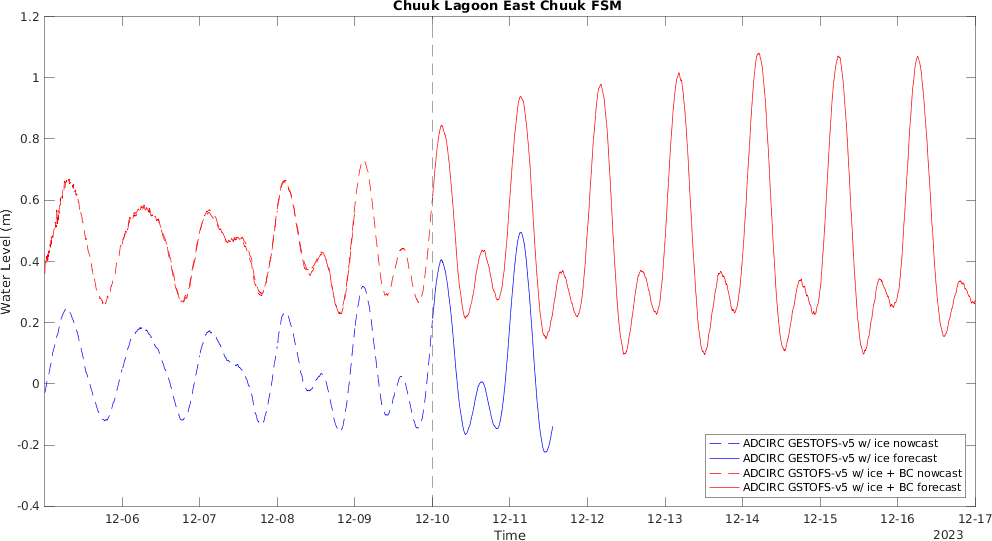 Chuuk Lagoon East Chuuk FSM
1.2
1
0.8
0.6
0.4
0.2
0
-0.2
-0.4
Water Level (m)
12-06 12-07 12-08 12-09 12-10 12-11 12-12 12-13 12-14 12-15 12-16 12-17
Time
2023
ADCIRC GESTOFS-v5 w/ ice nowcast
ADCIRC GESTOFS-v5 w/ ice forecast
ADCIRC GSTOFS-v5 w/ ice + BC nowcast
ADCIRC GSTOFS-v5 w/ ice + BC forecast